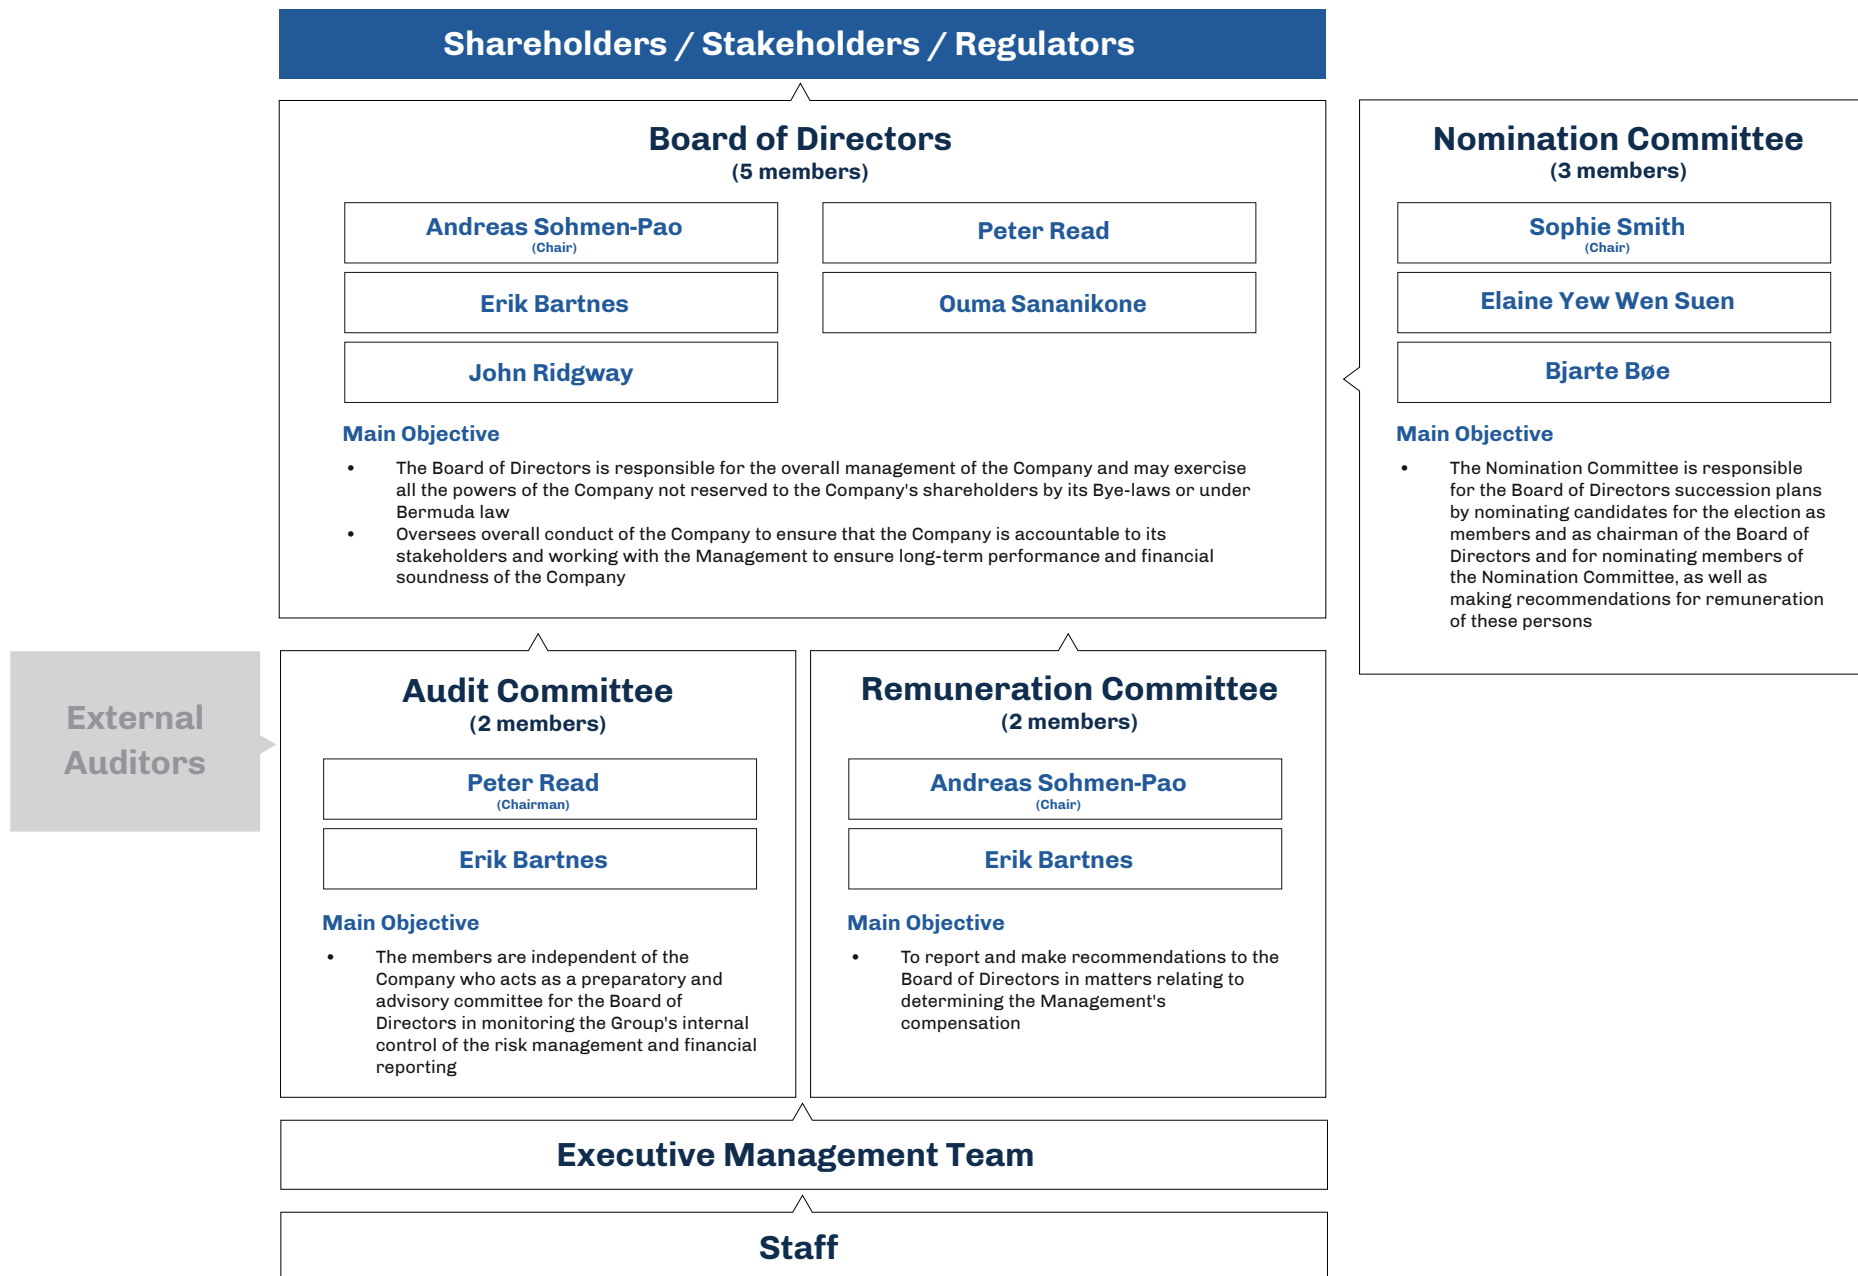 Shareholders / Stakeholders / Regulators
Board of Directors
(5 members)
Andreas Sohmen-Pao
(Chair)
Peter Read
Erik Bartnes
Ouma Sananikone
John Ridgway
Main Objective
• The Board of Directors is responsible for the overall management of the Company and may exercise
all the powers of the Company not reserved to the Company's shareholders by its Bye-laws or under
Bermuda law
• Oversees overall conduct of the Company to ensure that the Company is accountable to its
stakeholders and working with the Management to ensure long-term performance and financial
soundness of the Company
Nomination Committee
(3 members)
Sophie Smith
(Chair)
Elaine Yew Wen Suen
Bjarte Bøe
Main Objective
• The Nomination Committee is responsible
for the Board of Directors succession plans
by nominating candidates for the election as
members and as chairman of the Board of
Directors and for nominating members of
the Nomination Committee, as well as
making recommendations for remuneration
of these persons
External
Auditors
Audit Committee
(2 members)
Peter Read
(Chairman)
Erik Bartnes
Main Objective
• The members are independent of the
Company who acts as a preparatory and
advisory committee for the Board of
Directors in monitoring the Group's internal
control of the risk management and financial
reporting
Remuneration Committee
(2 members)
Andreas Sohmen-Pao
(Chair)
Erik Bartnes
Main Objective
• To report and make recommendations to the
Board of Directors in matters relating to
determining the Management's
compensation
Executive Management Team
Staff